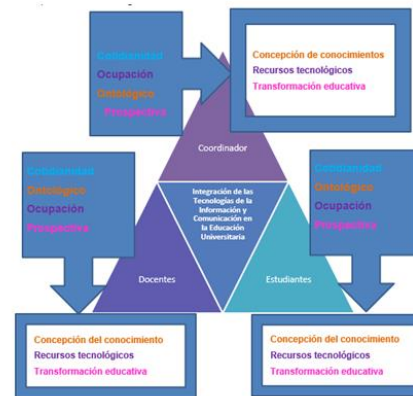 Cotidianidad
Ocupación
Ontológico
Prospectiva
Concepción de conocimientos
Recursos tecnológicos
Transformación educativa
Coordinador
Cotidianidad
Ontológico
Ocupación
Prospectiva
Integración de las
Tecnologías de la
Información y
Comunicación en
la Educación
Universitaria
Cotidianidad
Ontológico
Ocupación
Prospectiva
Docentes
Estudiantes
Concepción del conocimiento
Recursos tecnológicos
Transformación educativa
Concepción del conocimiento
Recursos tecnológicos
Transformación educativa